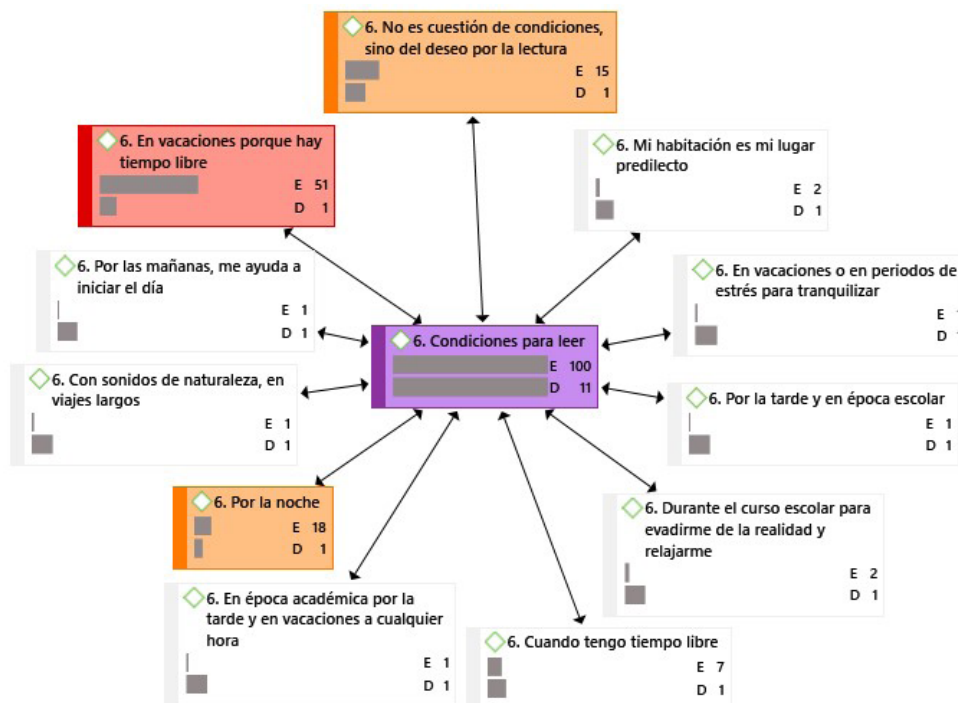 6. No es cuestión de condiciones,
sino del deseo por la lectura
E 15
D 1
6. En vacaciones porque hay
tiempo libre
E 51
D 1
6. Mi habitación es mi lugar
predilecto
E 2
D 1
6. Por las mañanas, me ayuda a
iniciar el día
E 1
D 1
6. En vacaciones o en periodos de
estrés para tranquilizar
E
D
6. Condiciones para leer
E 100
D 11
6. Con sonidos de naturaleza, en
viajes largos
E 1
D 1
6. Por la tarde y en época escolar
E 1
D 1
6. Por la noche
E 18
D 1
6. Durante el curso escolar para
evadirme de la realidad y
relajarme
E 2
D 1
6. En época académica por la
tarde y en vacaciones a cualquier
hora
E 1
D 1
6. Cuando tengo tiempo libre
E 7
D 1